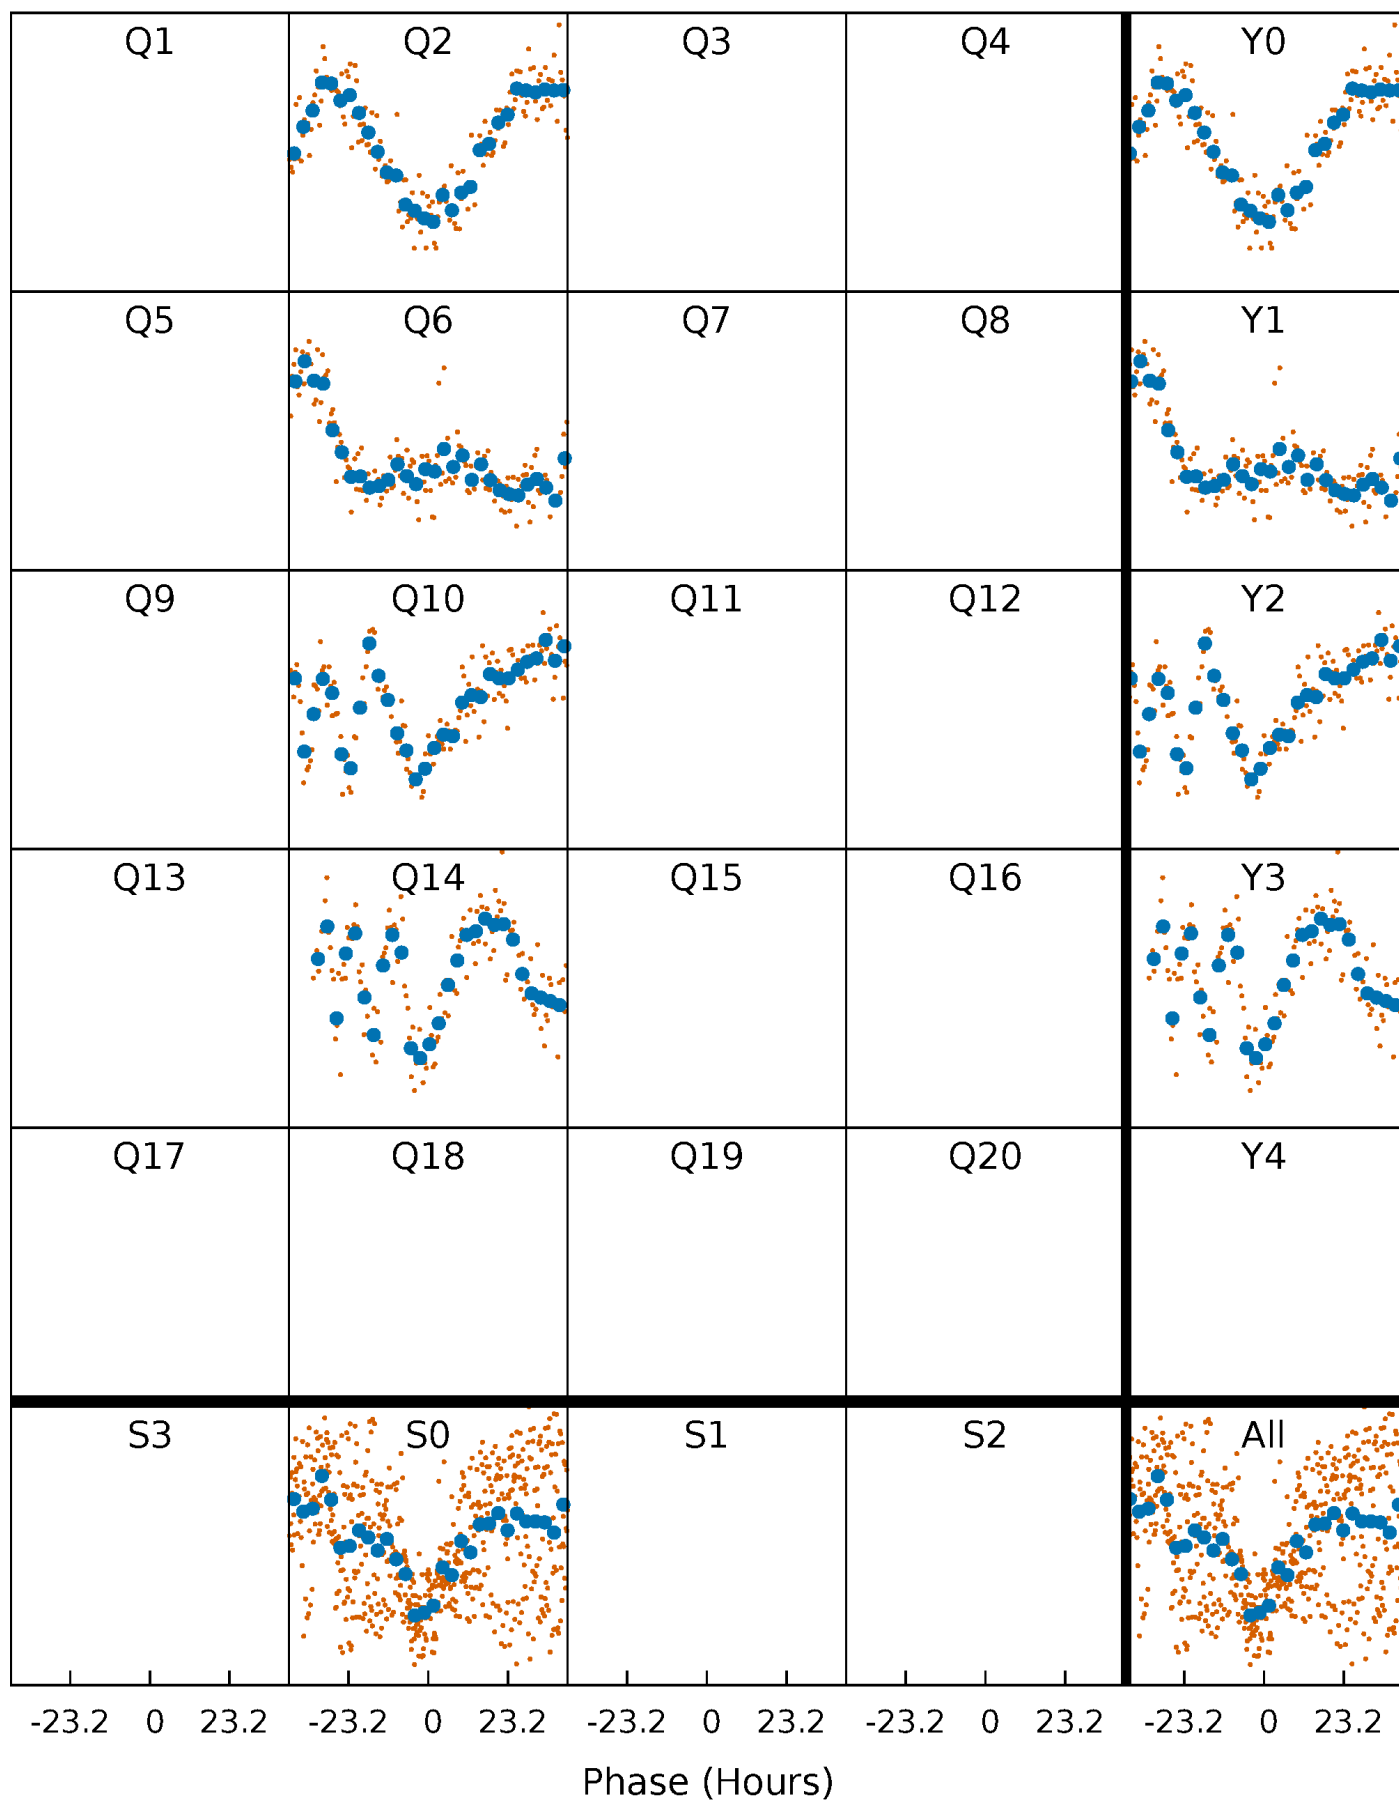 Q1 Q2 Q3 Q4 Y0
Q5 Q6 Q7 Q8 Y1
Q9 Q10 Q11 Q12 Y2
Q13 Q14 Q15 Q16 Y3
Q17 Q18 Q19 Q20 Y4
S3 S0 S1 S2 All
-23.2 0 23.2 -23.2 0 23.2 -23.2 0 23.2 -23.2 0 23.2 -23.2 0 23.2
Phase (Hours)